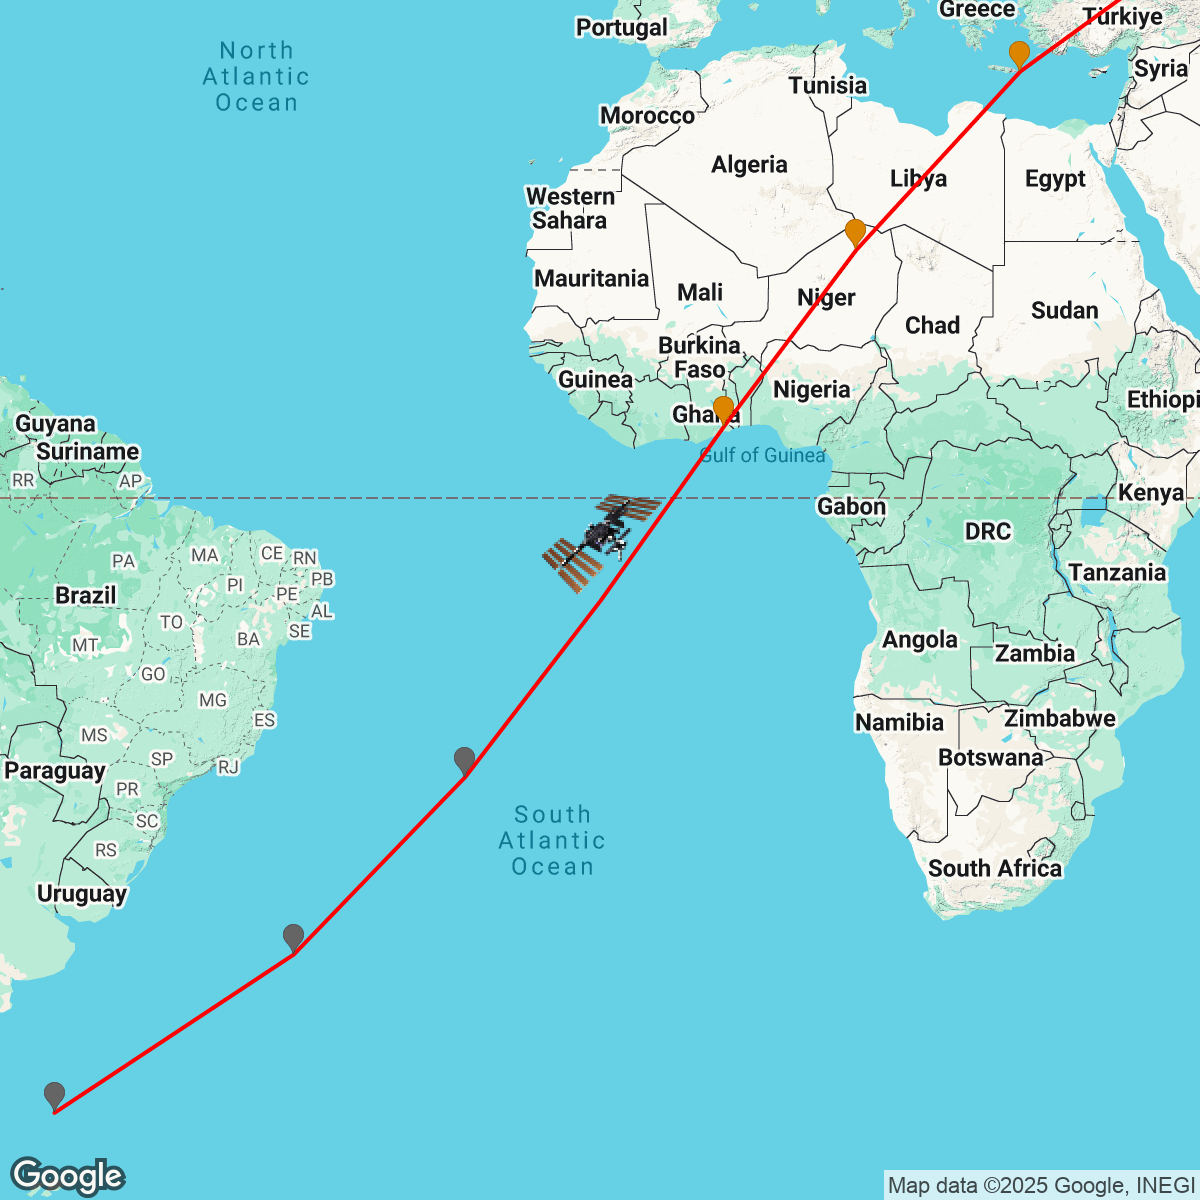 Greece
Türkiye
Portugal
North
Atlantic
Ocean
Syria
Tunisia
Morocco
Algeria
Libya
Egypt
Western
Sahara
Mauritania
Mali
Niger
Chad
Sudan
Burkina
Faso
Guinea
Nigeria
Ethiopi
Ghana
Guyana
Suriname
Gulf of Guinea
RR
AP
Kenya
Gabon
DRC
PA
MA
CE
RN
PB
PI
PE
AL
Tanzania
Brazil
TO
BA
SE
MT
Angola
Zambia
GO
MG
ES
Namibia
Zimbabwe
MS
SP
RJ
Botswana
Paraguay
PR
SC
South
Atlantic
Ocean
RS
South Africa
Uruguay
Google
Map data ©2025 Google, INEGI